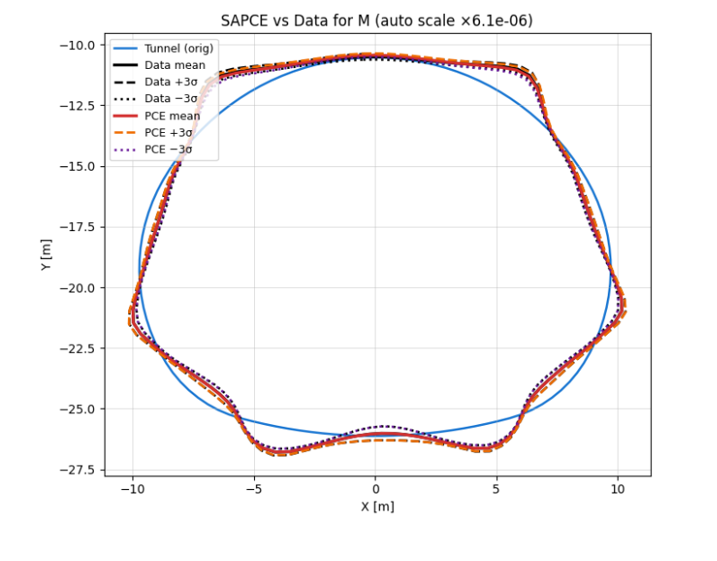 SAPCE vs Data for M (auto scale ×6.1e-06)
Tunnel (orig)
Data mean
Data +3σ
Data −3σ
PCE mean
PCE +3σ
PCE −3σ
Y [m]
−10.0
−12.5
−15.0
−17.5
−20.0
−22.5
−25.0
−27.5
−10
−5
0
5
10
X [m]